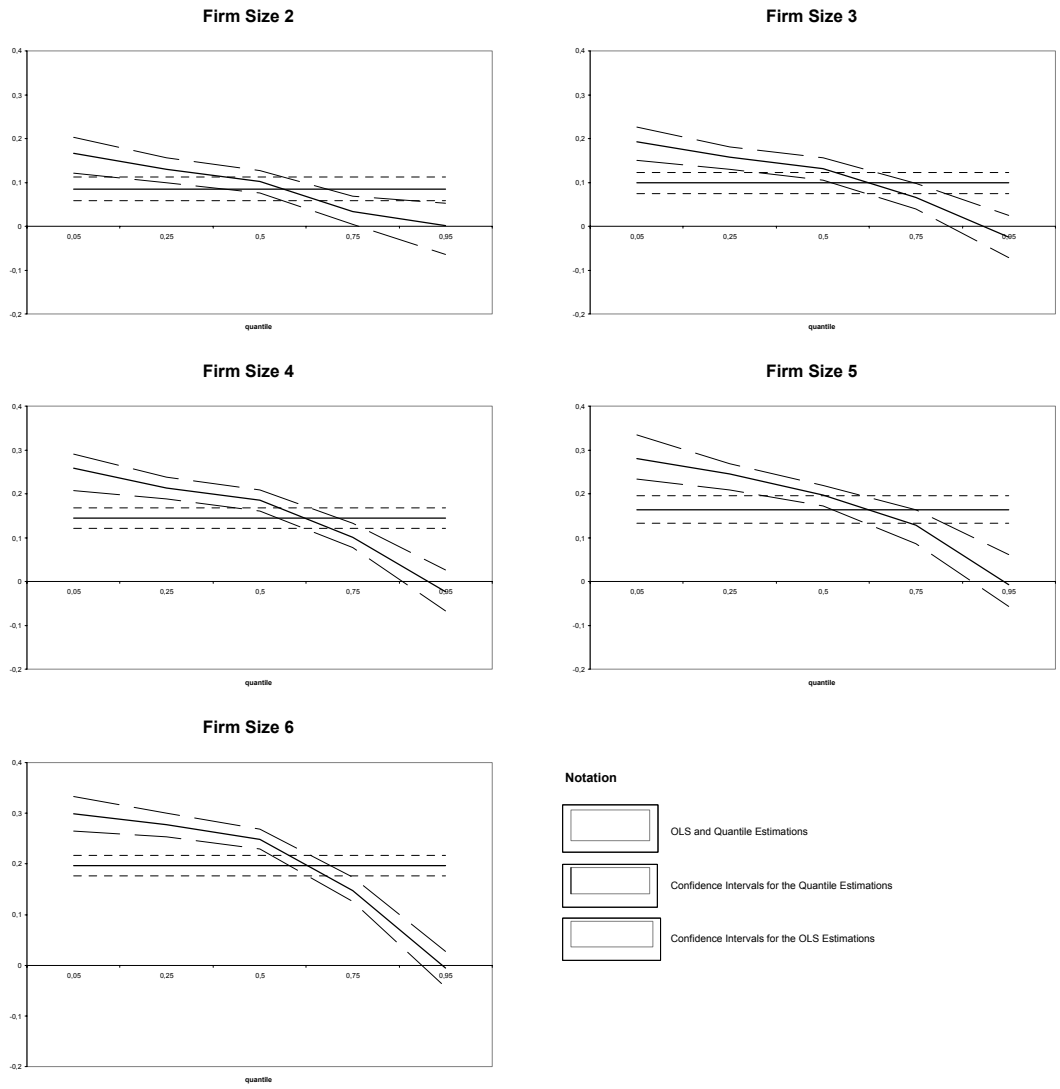 Firm Size 2
0,4
0,3
0,2
0,1
0
-0,1
-0,2
0,05 0,25 0,5 0,75 0,95
quantile
Firm Size 3
0,4
0,3
0,2
0,1
0
-0,1
-0,2
0,05 0,25 0,5 0,75 0,95
quantile
Firm Size 4
0,4
0,3
0,2
0,1
0
-0,1
-0,2
0,05 0,25 0,5 0,75 0,95
quantile
Firm Size 5
0,4
0,3
0,2
0,1
0
-0,1
-0,2
0,05 0,25 0,5 0,75 0,95
quantile
Firm Size 6
0,4
0,3
0,2
0,1
0
-0,1
-0,2
0,05 0,25 0,5 0,75 0,95
quantile
Notation
OLS and Quantile Estimations
Confidence Intervals for the Quantile Estimations
Confidence Intervals for the OLS Estimations